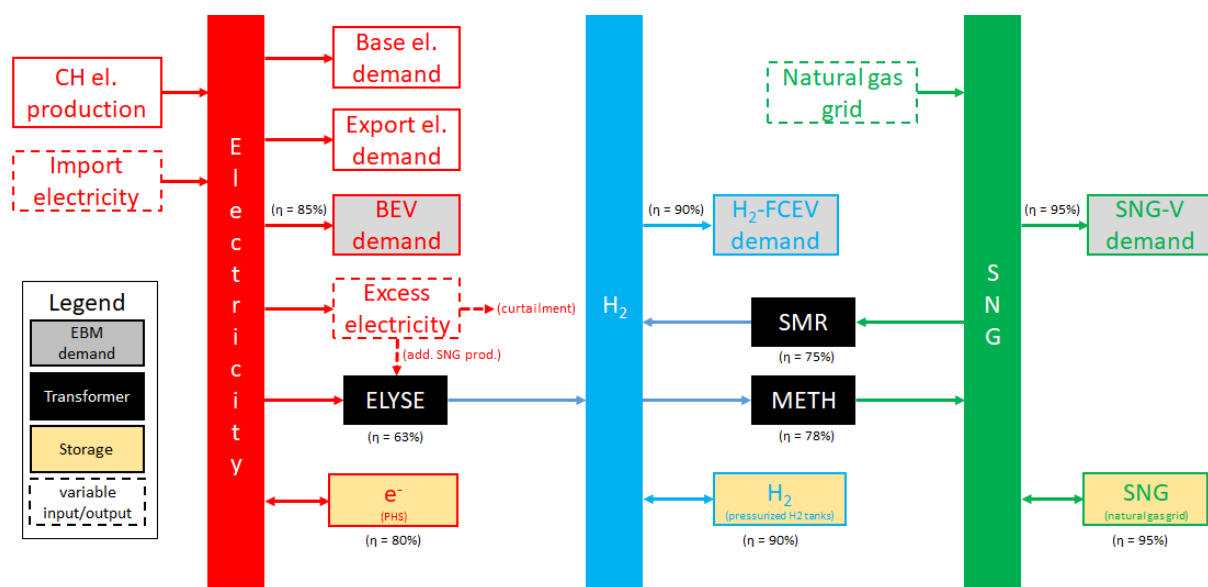 CH el.
production
Import
electricity
Electricity
Base el.
demand
Export el.
demand
(η = 85%)
BEV
demand
Excess
electricity
(curtailment)
(add. SNG prod.)
ELYSE
(η = 63%)
e-
(PHS)
(η = 80%)
H2
(η = 90%)
H2-FCEV
demand
SMR
(η = 75%)
METH
(η = 78%)
H2
(pressurized H2 tanks)
(η = 90%)
Natural gas
grid
SNG
(η = 95%)
SNG-V
demand
SNG
(natural gas grid)
(η = 95%)
Legend
EBM
demand
Transformer
Storage
variable
input/output